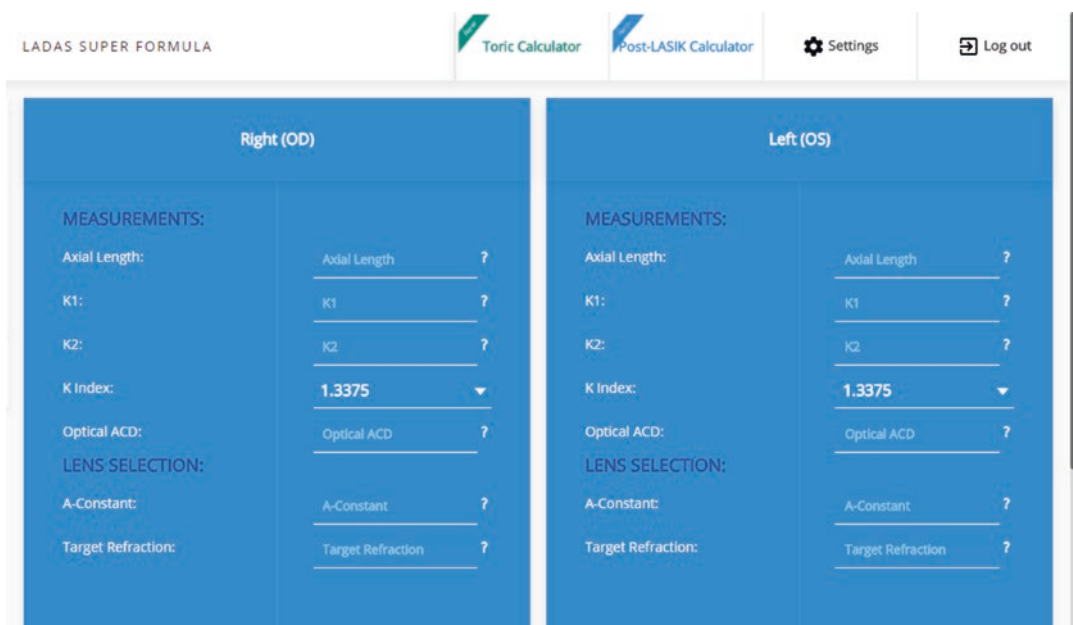 LADAS SUPER FORMULA
Toric Calculator
Post-LASIK Calculator
Settings
Log out
Right (OD)
MEASUREMENTS:
Axial Length: Axial Length ?
K1: K1 ?
K2: K2 ?
K Index: 1.3375
Optical ACD: Optical ACD ?
LENS SELECTION:
A-Constant: A-Constant ?
Target Refraction: Target Refraction ?
Left (OS)
MEASUREMENTS:
Axial Length: Axial Length ?
K1: K1 ?
K2: K2 ?
K Index: 1.3375
Optical ACD: Optical ACD ?
LENS SELECTION:
A-Constant: A-Constant ?
Target Refraction: Target Refraction ?